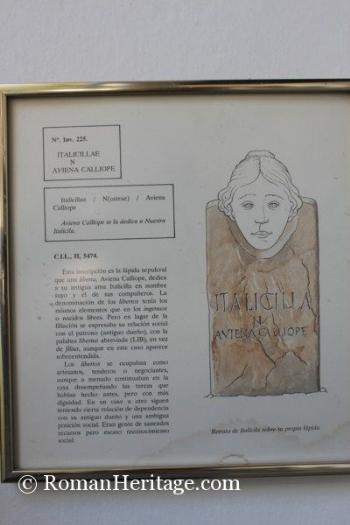 Nº. Inv. 225.
ITALICILLAE
N
AVIENA CALLIOPE
Italicillae / N(ostrae) / Aviena
Calliope
Aviena Calliope se la dedica a Nuestra
Italicila.
C.I.L., II, 5474.
Esta inscripción es la lápida sepulcral
que una liberta, Aviena Calliope, dedica
a su antigua ama Italicilla en nombre
suyo y el de sus compañeros. La
denominación de los libertos tenía los
mismos elementos que en los ingenuos
o nacidos libres. Pero en lugar de la
filiación se expresaba su relación social
con el patrono (antiguo dueño), con la
palabra libertus abreviada (LIB), en vez
de filius, aunque en este caso aparece
sobreentendida.
Los libertos se ocupaban como
artesanos, tenderos o negociantes,
aunque a menudo continuaban en la
casa desempeñando las tareas que
habían hecho antes, pero con más
dignidad. En su caso u otro siguen
teniendo cierta relación de dependencia
con su antiguo dueño y una ambigua
posición social. Eran gente de saneados
recursos pero escaso reconocimiento
social.
ITALICILLA
N
AVIENA CALLIOPE
Retrato de Italicila sobre su propia lápida
© RomanHeritage.com